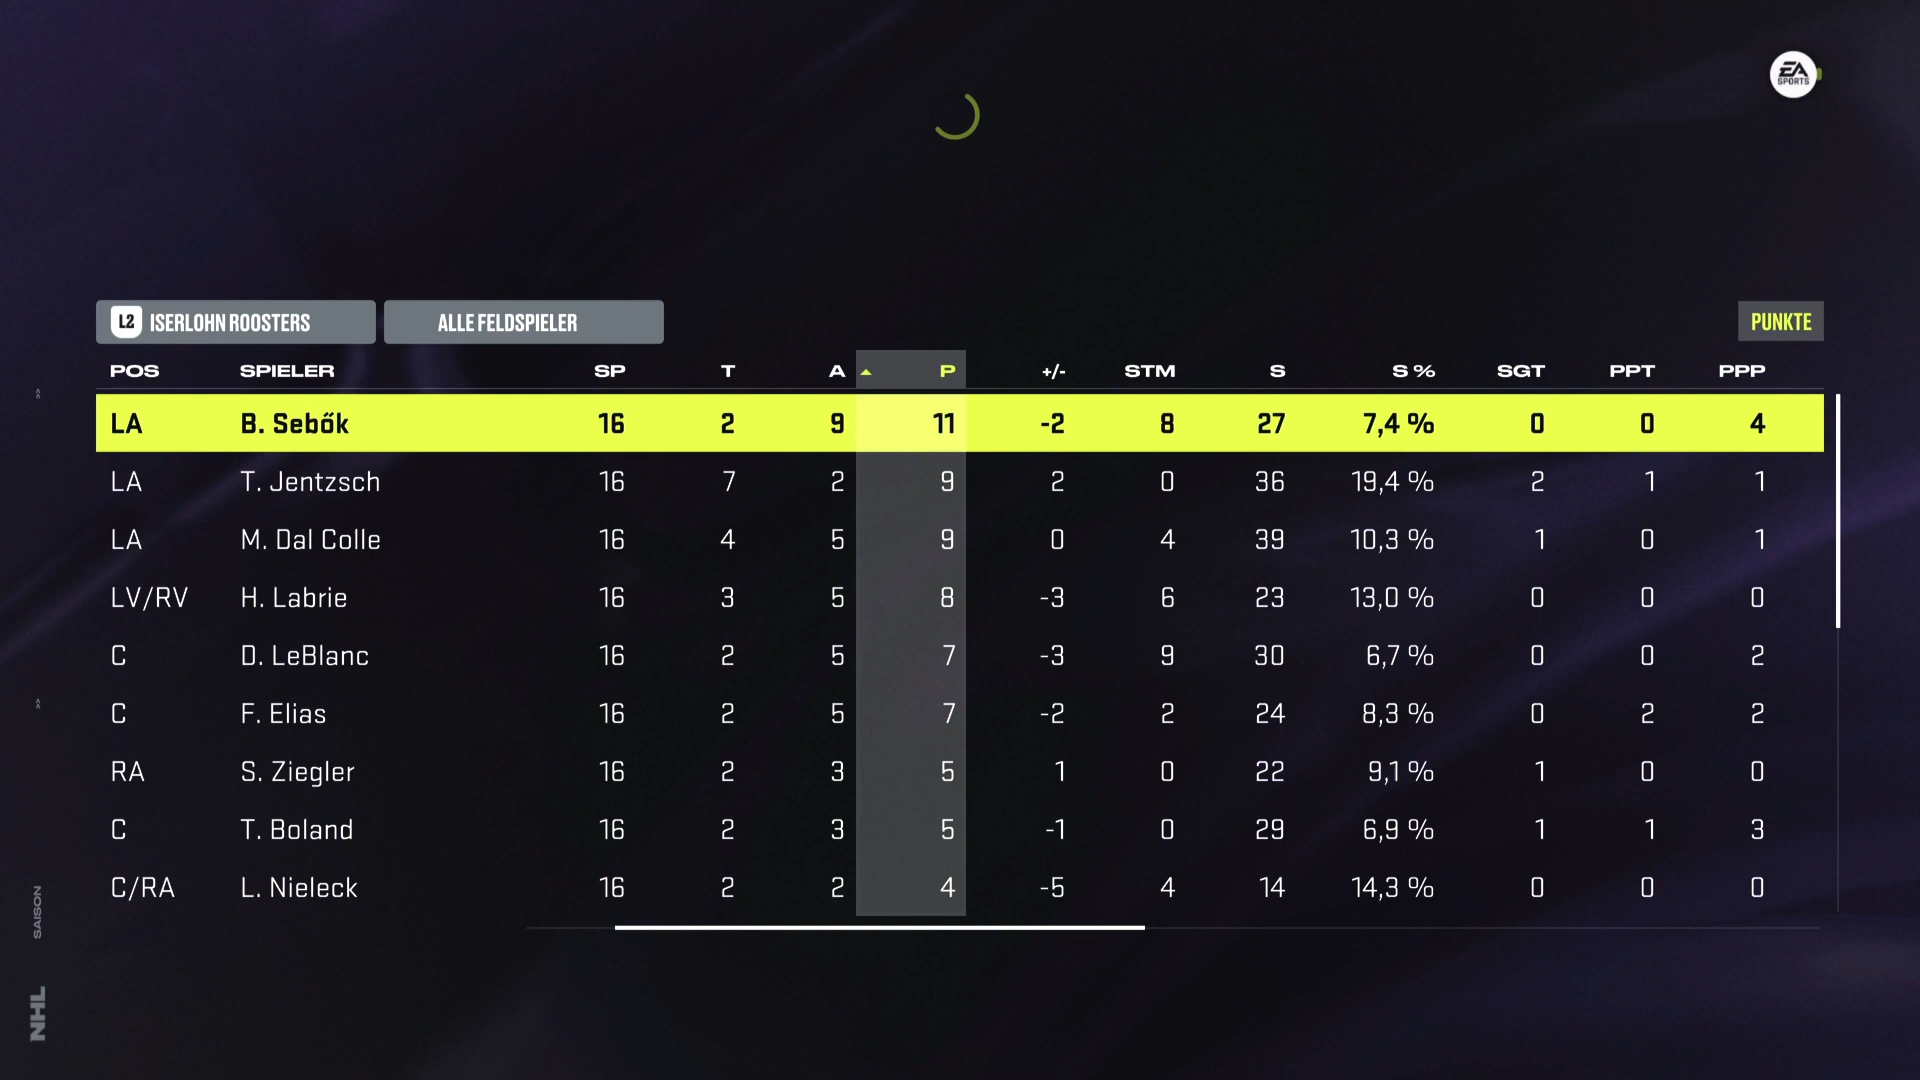 EA SPORTS
L2 ISERLOHN ROOSTERS ALLE FELDSPIELER PUNKTE
POS SPIELER SP T A P +/- STM S S % SGT PPT PPP
LA B. Sebők 16 2 9 11 -2 8 27 7,4 % 0 0 4
LA T. Jentzsch 16 7 2 9 2 0 36 19,4 % 2 1 1
LA M. Dal Colle 16 4 5 9 0 4 39 10,3 % 1 0 1
LV/RV H. Labrie 16 3 5 8 -3 6 23 13,0 % 0 0 0
C D. LeBlanc 16 2 5 7 -3 9 30 6,7 % 0 0 2
C F. Elias 16 2 5 7 -2 2 24 8,3 % 0 2 2
RA S. Ziegler 16 2 3 5 1 0 22 9,1 % 1 0 0
C T. Boland 16 2 3 5 -1 0 29 6,9 % 1 1 3
C/RA L. Nieleck 16 2 2 4 -5 4 14 14,3 % 0 0 0
SAISON
NHL